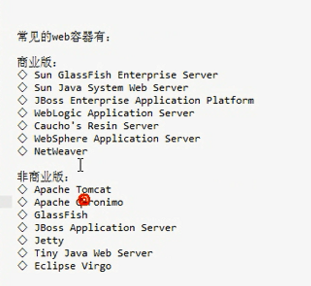 常见的web容器有：
商业版：
◇ Sun GlassFish Enterprise Server
◇ Sun Java System Web Server
◇ JBoss Enterprise Application Platform
◇ WebLogic Application Server
◇ Caucho's Resin Server
◇ WebSphere Application Server
◇ NetWeaver
非商业版：
◇ Apache Tomcat
◇ Apache
◇ GlassFish
◇ JBoss Application Server
◇ Jetty
◇ Tiny Java Web Server
◇ Eclipse Virgo